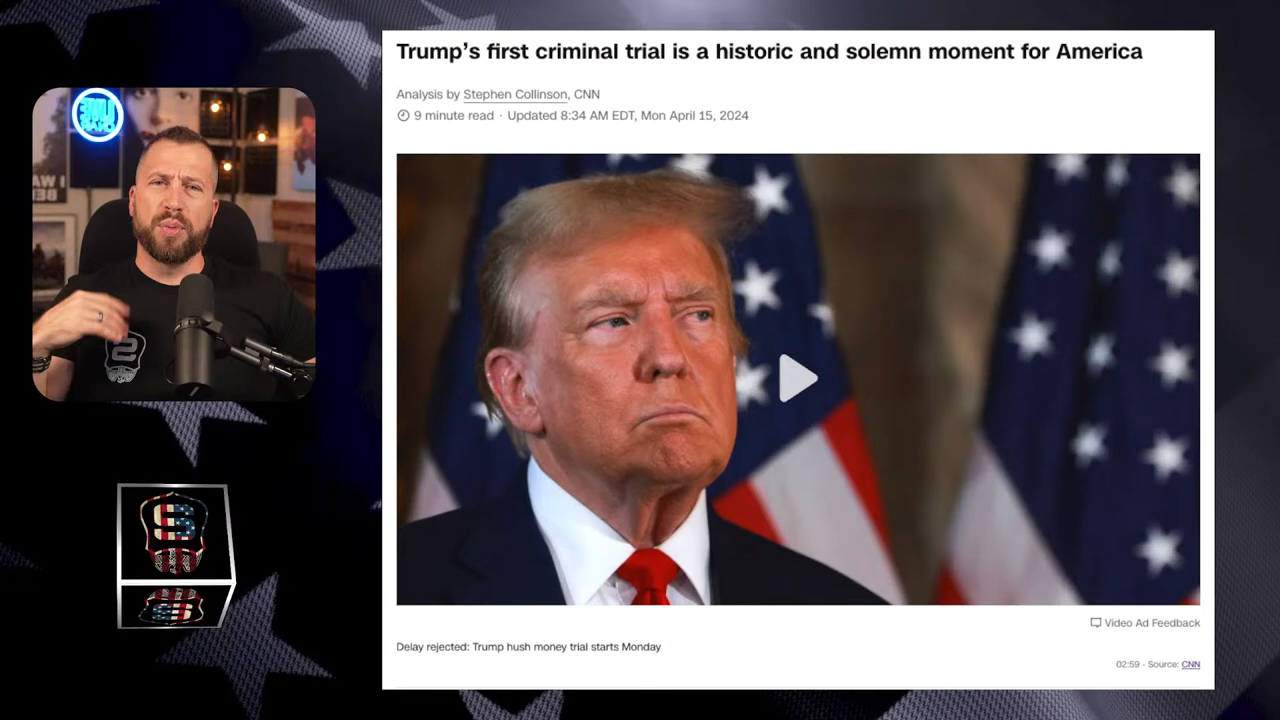 Trump's first criminal trial is a historic and solemn moment for America
Analysis by Stephen Collinson, CNN
9 minute read · Updated 8:34 AM EDT, Mon April 15, 2024
Video Ad Feedback
Delay rejected: Trump hush money trial starts Monday
02:59 - Source: CNN